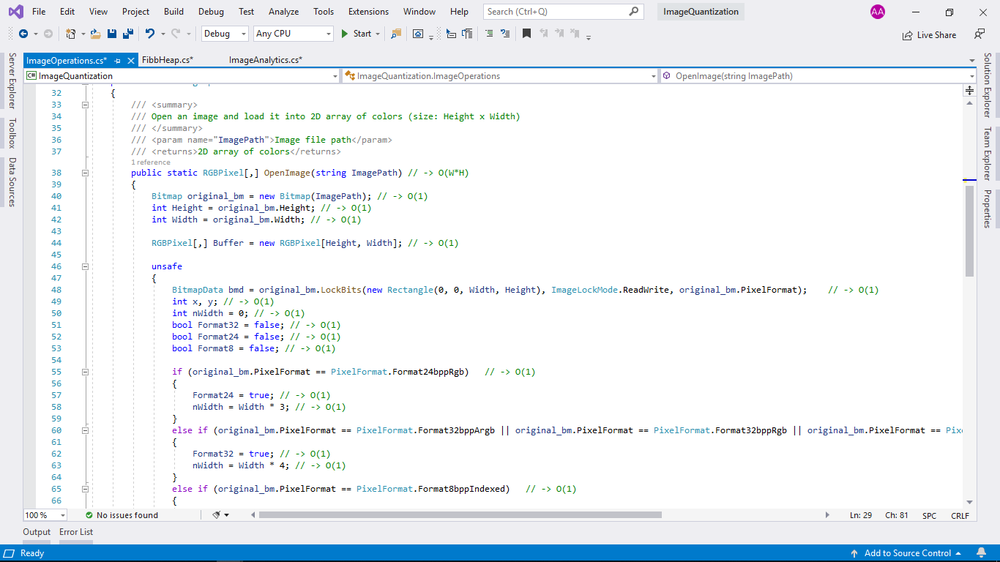 File Edit View Project Build Debug Test Analyze Tools Extensions Window Help Search (Ctrl+Q) ImageQuantization AA
Debug Any CPU Start Live Share
ImageOperations.cs* FibbHeap.cs* ImageAnalytics.cs*
C# ImageQuantization ImageQuantization.ImageOperations OpenImage(string ImagePath)
Server Explorer
Toolbox
Data Sources
32 {
33 /// <summary>
34 /// Open an image and load it into 2D array of colors (size: Height x Width)
35 /// </summary>
36 /// <param name="ImagePath">Image file path</param>
37 /// <returns>2D array of colors</returns>
1 reference
38 public static RGBPixel[,] OpenImage(string ImagePath) // -> O(W*H)
39 {
40 Bitmap original_bm = new Bitmap(ImagePath); // -> O(1)
41 int Height = original_bm.Height; // -> O(1)
42 int Width = original_bm.Width; // -> O(1)
43
44 RGBPixel[,] Buffer = new RGBPixel[Height, Width]; // -> O(1)
45
46 unsafe
47 {
48 BitmapData bmd = original_bm.LockBits(new Rectangle(0, 0, Width, Height), ImageLockMode.ReadWrite, original_bm.PixelFormat); // -> O(1)
49 int x, y; // -> O(1)
50 int nWidth = 0; // -> O(1)
51 bool Format32 = false; // -> O(1)
52 bool Format24 = false; // -> O(1)
53 bool Format8 = false; // -> O(1)
54
55 if (original_bm.PixelFormat == PixelFormat.Format24bppRgb) // -> O(1)
56 {
57 Format24 = true; // -> O(1)
58 nWidth = Width * 3; // -> O(1)
59 }
60 else if (original_bm.PixelFormat == PixelFormat.Format32bppArgb || original_bm.PixelFormat == PixelFormat.Format32bppRgb || original_bm.PixelFormat == Pix
61 {
62 Format32 = true; // -> O(1)
63 nWidth = Width * 4; // -> O(1)
64 }
65 else if (original_bm.PixelFormat == PixelFormat.Format8bppIndexed) // -> O(1)
66 {
Solution Explorer
Team Explorer
Properties
100 % No issues found Ln: 29 Ch: 81 SPC CRLF
Output Error List
Ready Add to Source Control